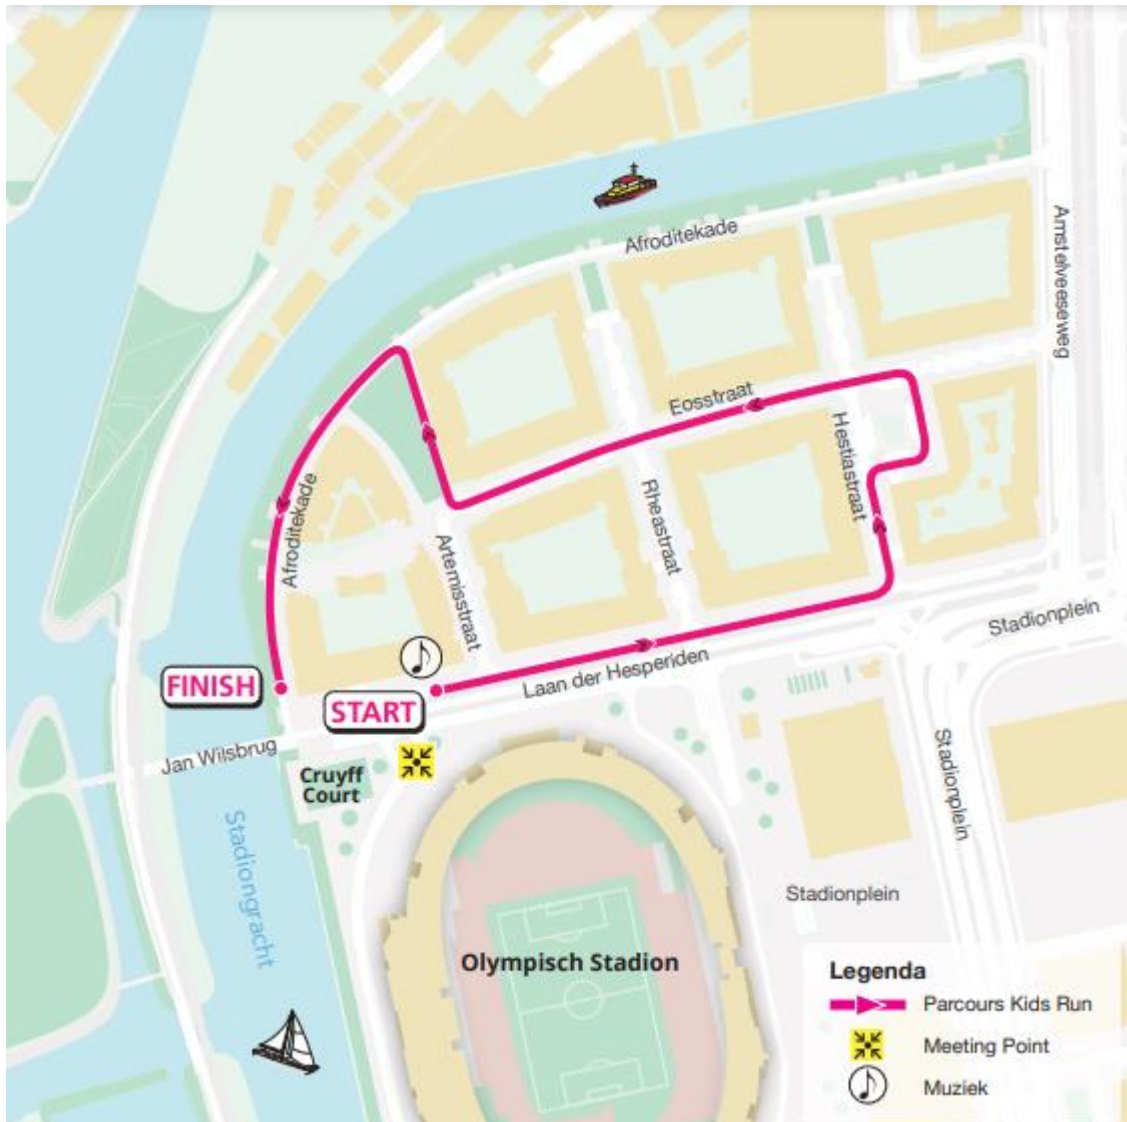 Afroditekade
Amstelveeseweg
Eosstraat
Hestiastraat
Rheastraat
Afroditekade
Artemisstraat
Stadionplein
FINISH
START
Laan der Hesperiden
Jan Wilsbrug
Cruyff
Court
Stadionplein
Stadiongracht
Stadionplein
Olympisch Stadion
Legenda
Parcours Kids Run
Meeting Point
Muziek